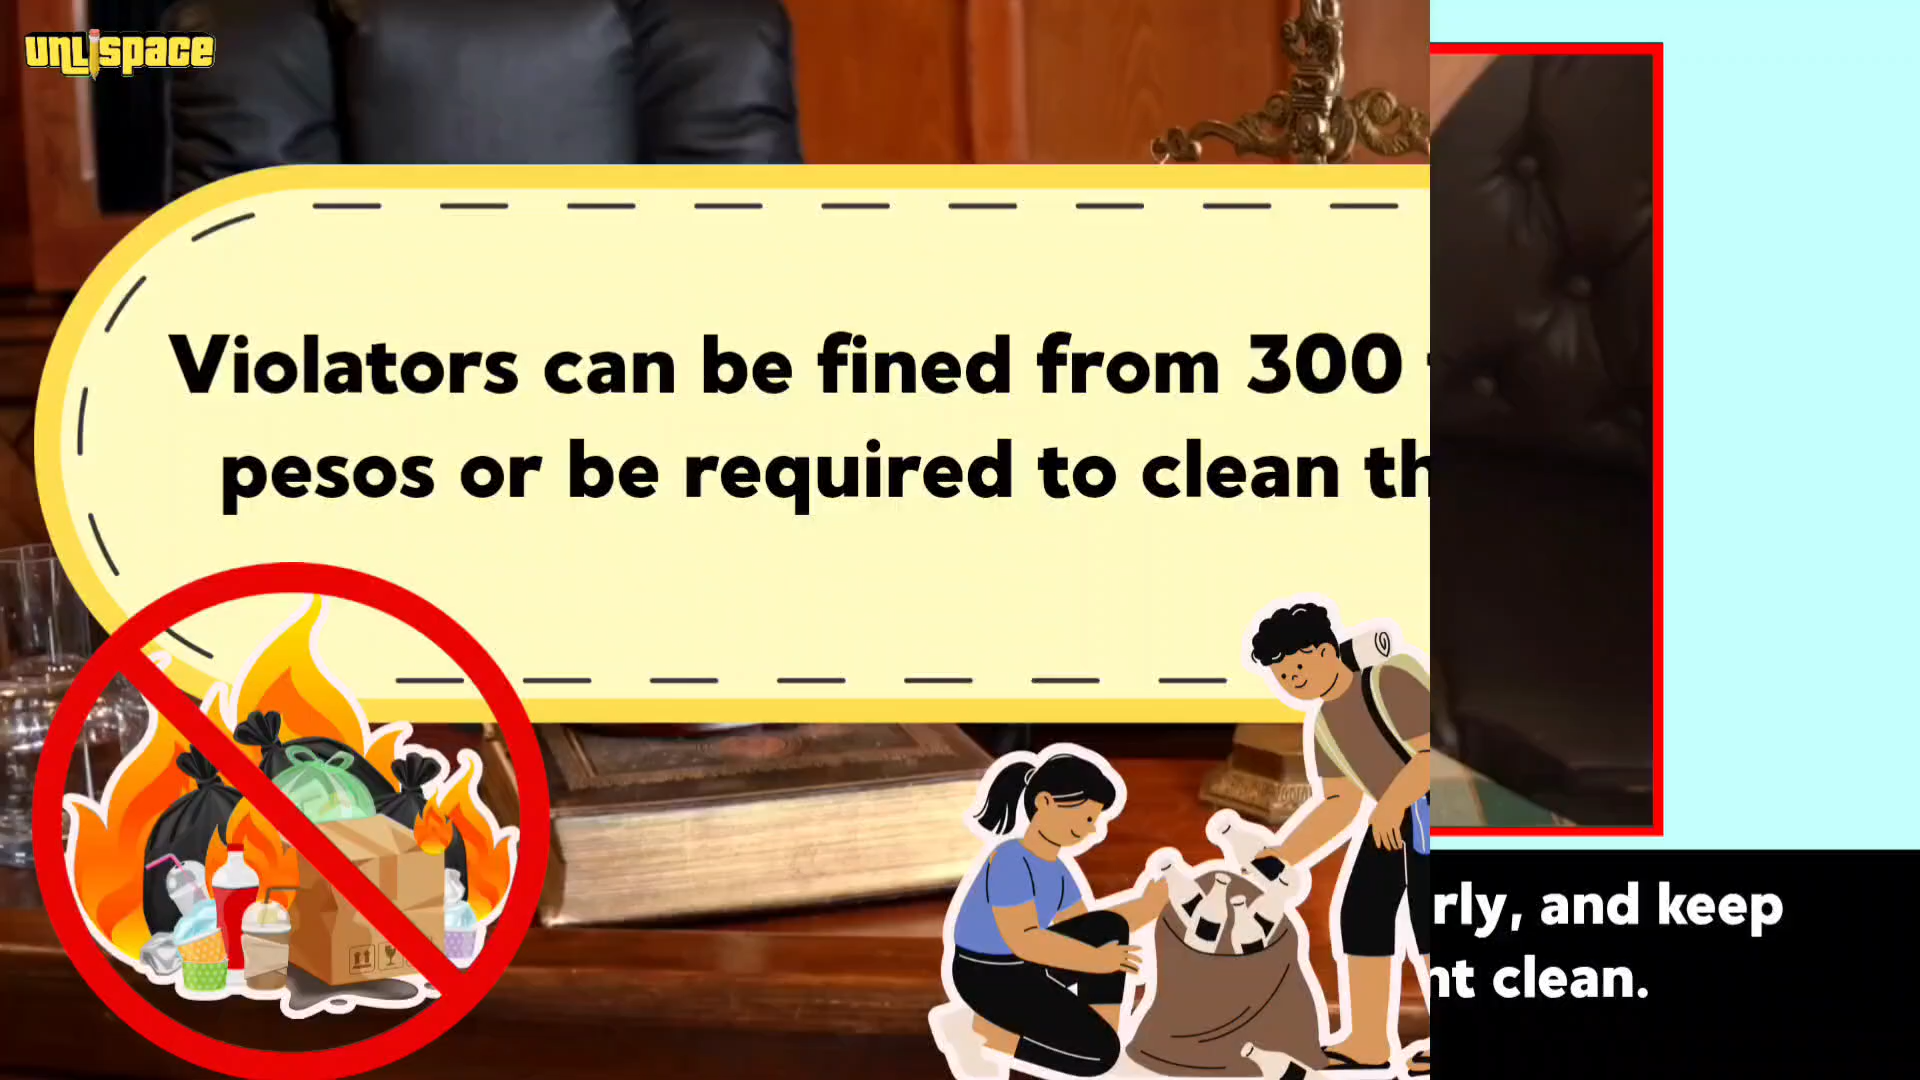 UNLISPACE
Violators can be fined from 300
pesos or be required to clean th
rly, and keep
nt clean.